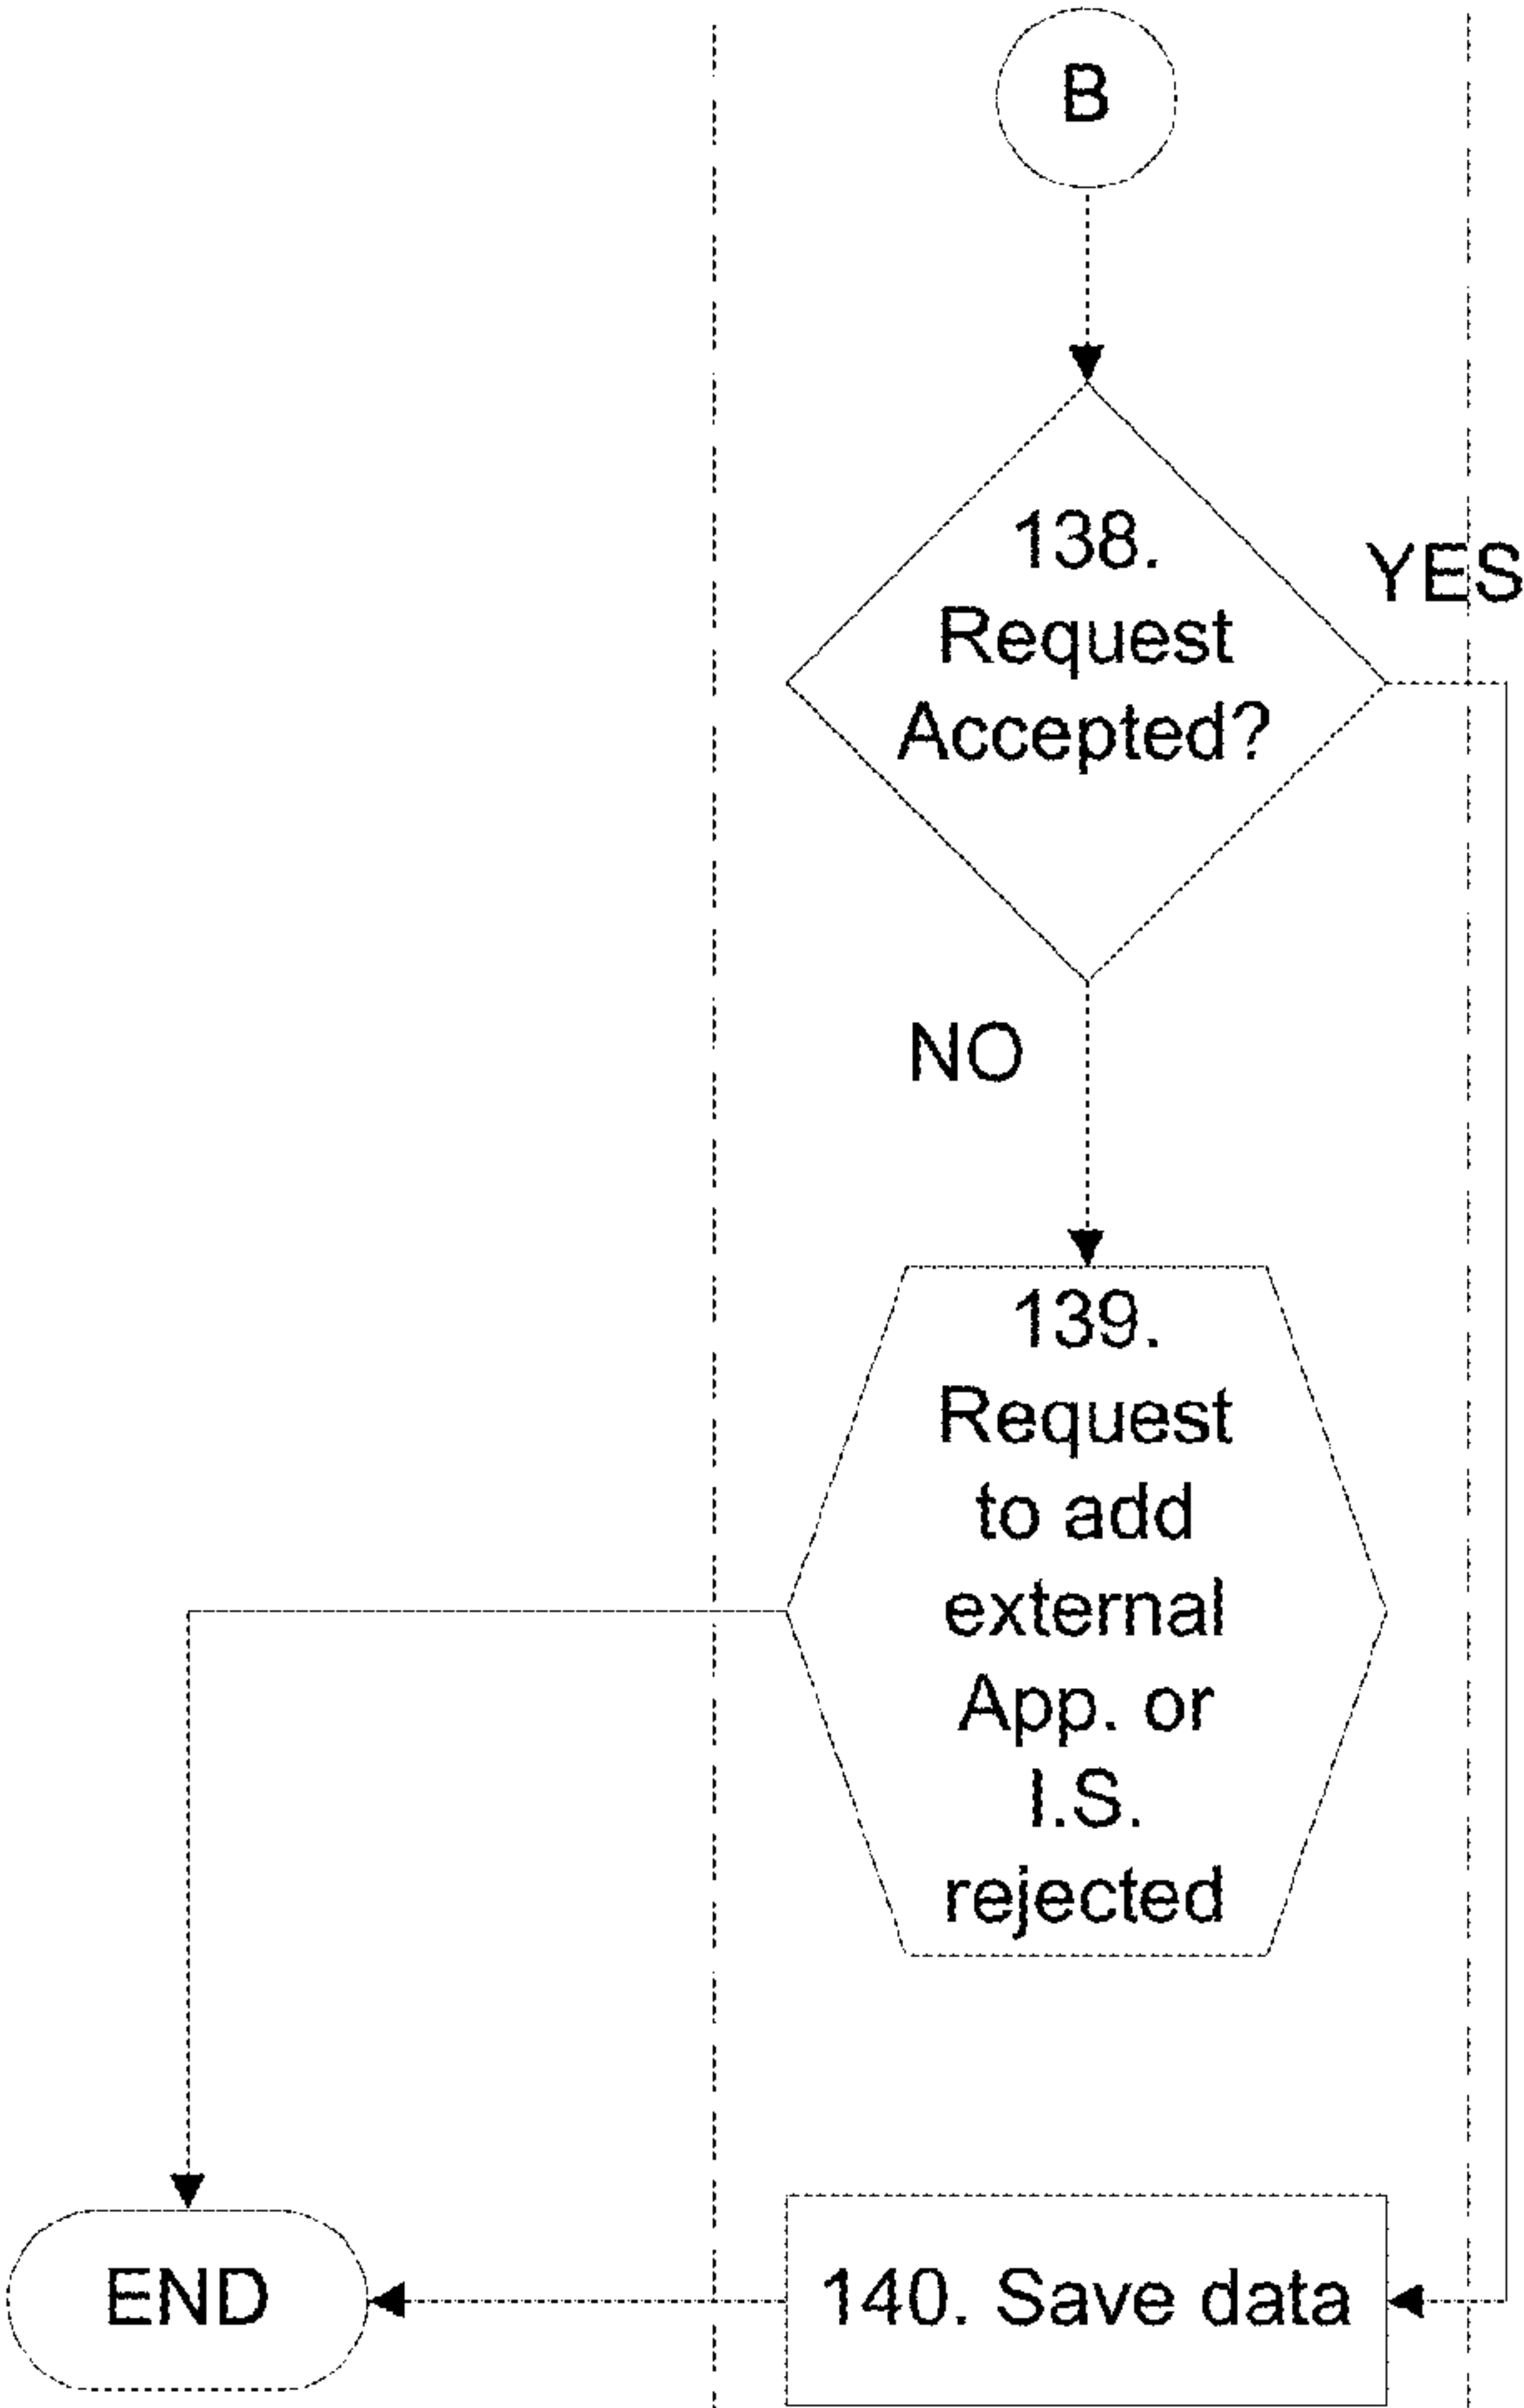 B
138.
Request
Accepted?
YES
NO
139.
Request
to add
external
App. or
I.S.
rejected
END
140. Save data